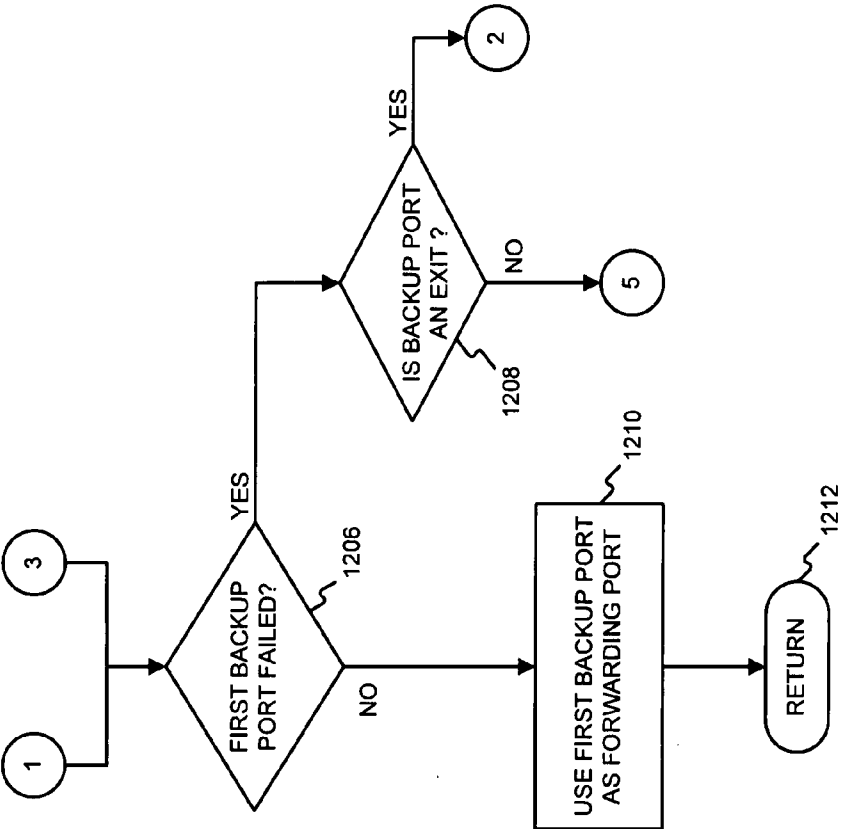 1
3
FIRST BACKUP
PORT FAILED?
YES
1206
NO
IS BACKUP PORT
AN EXIT ?
YES
2
1208
NO
5
USE FIRST BACKUP PORT
AS FORWARDING PORT
1210
RETURN
1212